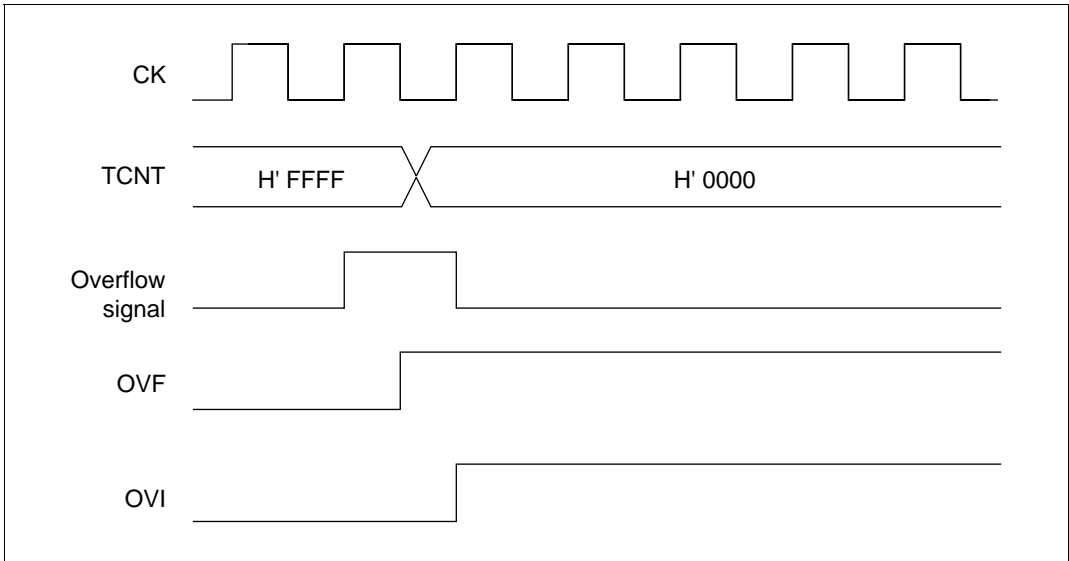 CK
TCNT
H' FFFF
H' 0000
Overflow
signal
OVF
OVI